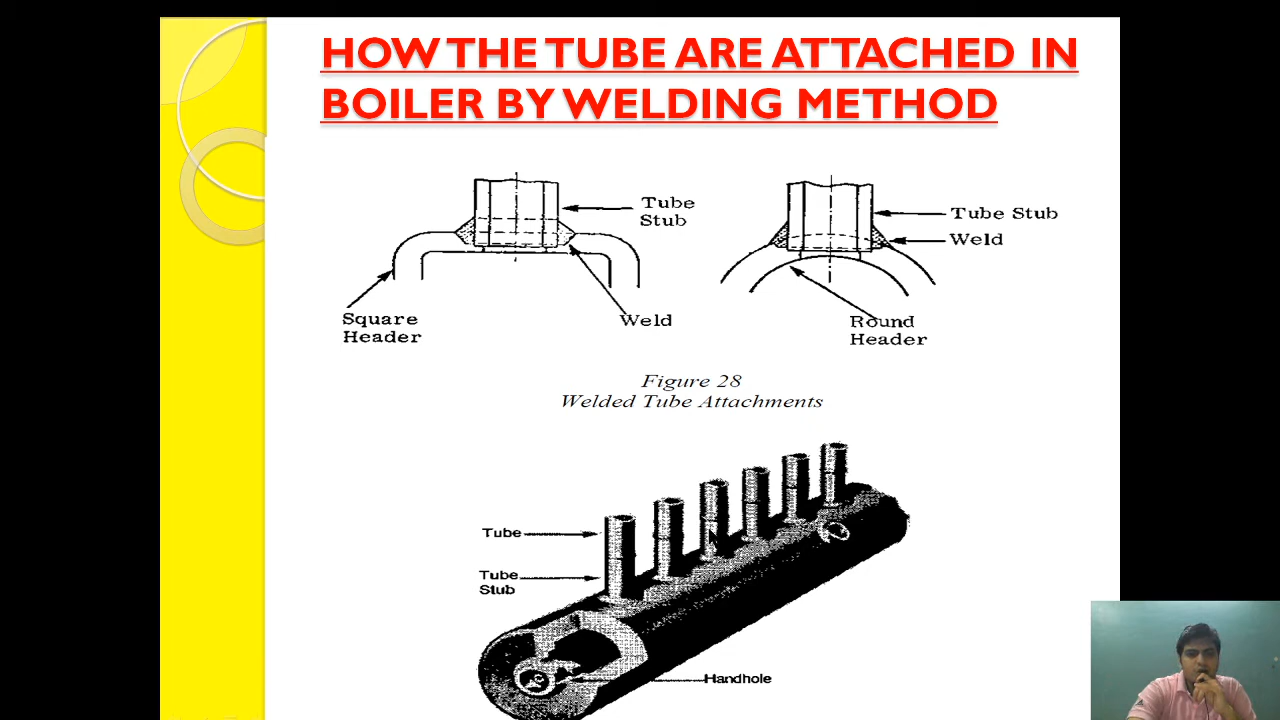 HOW THE TUBE ARE ATTACHED IN
BOILER BY WELDING METHOD
Tube
Stub
Square
Header
Weld
Tube Stub
Weld
Round
Header
Figure 28
Welded Tube Attachments
Tube
Tube
Stub
Handhole